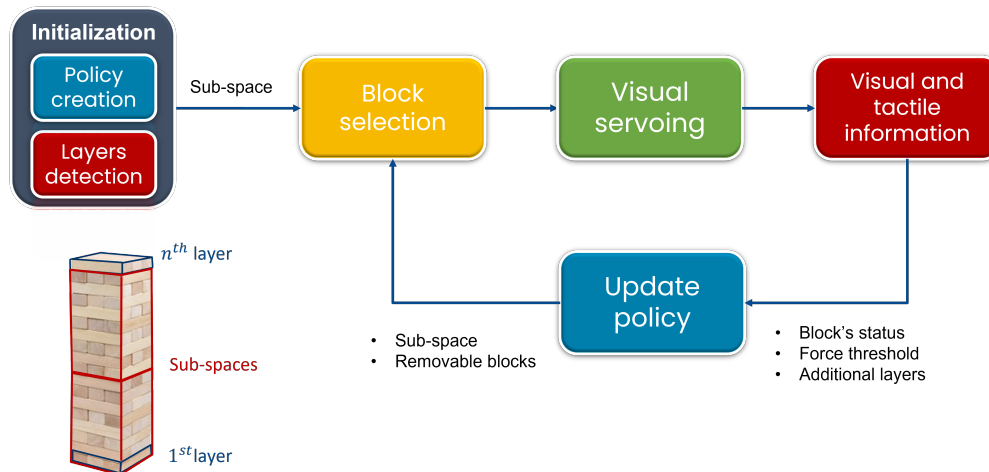 Initialization
Policy
creation
Layers
detection
Sub-space
Block
selection
Visual
servoing
Visual and
tactile
information
Update
policy
• Sub-space
• Removable blocks
• Block's status
• Force threshold
• Additional layers
nᵗʰ layer
Sub-spaces
1ˢᵗ layer